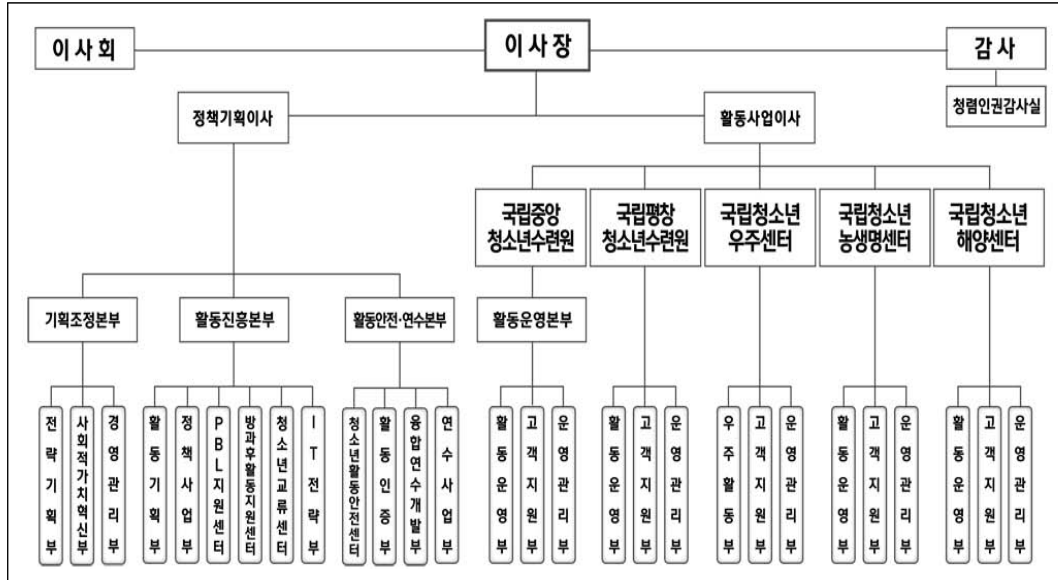 이사회
이사장
감사
청렴인권감사실
정책기획이사
활동사업이사
국립중앙
청소년수련원
국립평창
청소년수련원
국립청소년
우주센터
국립청소년
농생명센터
국립청소년
해양센터
기획조정본부
활동진흥본부
활동안전·연수본부
활동운영본부
전략기획부
사회적가치혁신부
경영관리부
활동기획부
정책사업부
PBL지원센터
방과후활동지원센터
청소년교류센터
IT전략부
청소년활동안전센터
활동인증부
융합연수개발부
연수사업부
활동운영부
고객지원부
운영관리부
활동운영부
고객지원부
운영관리부
우주활동부
고객지원부
운영관리부
활동운영부
고객지원부
운영관리부
활동운영부
고객지원부
운영관리부